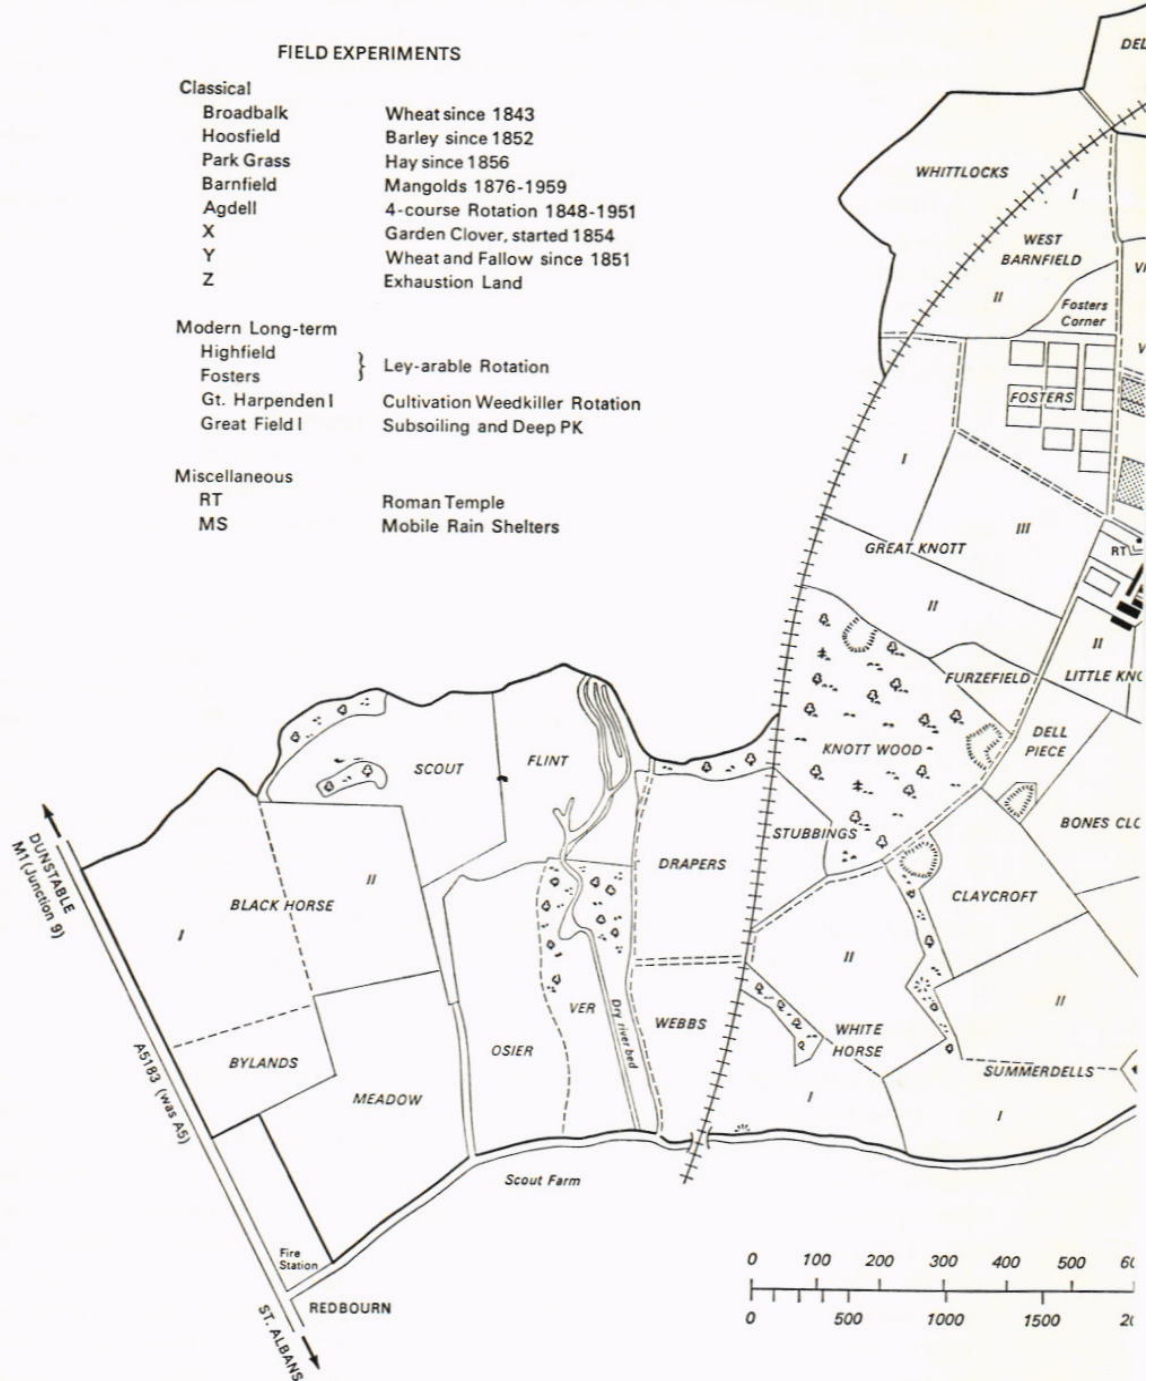 FIELD EXPERIMENTS
Classical
Broadbalk Wheat since 1843
Hoosfield Barley since 1852
Park Grass Hay since 1856
Barnfield Mangolds 1876-1959
Agdell 4-course Rotation 1848-1951
X Garden Clover, started 1854
Y Wheat and Fallow since 1851
Z Exhaustion Land
Modern Long-term
Highfield
Fosters
} Ley-arable Rotation
Gt. Harpenden I Cultivation Weedkiller Rotation
Great Field I Subsoiling and Deep PK
Miscellaneous
RT Roman Temple
MS Mobile Rain Shelters
DEL
WHITTLOCKS
I
WEST
BARNFIELD
II
Fosters
Corner
V
FOSTERS
I
III
GREAT KNOTT
RT
II
II
LITTLE KNO
FURZEFIELD
DELL
PIECE
KNOTT WOOD
STUBBINGS
BONES CLO
CLAYCROFT
SCOUT
FLINT
DRAPERS
II
BLACK HORSE
I
II
II
VER
Dry river bed
WEBBS
WHITE
HORSE
OSIER
BYLANDS
MEADOW
SUMMERDELLS
I
I
DUNSTABLE
M1 (Junction 9)
A5183 (was A5)
Scout Farm
Fire
Station
REDBOURN
ST. ALBANS
0 100 200 300 400 500 60
0 500 1000 1500 20